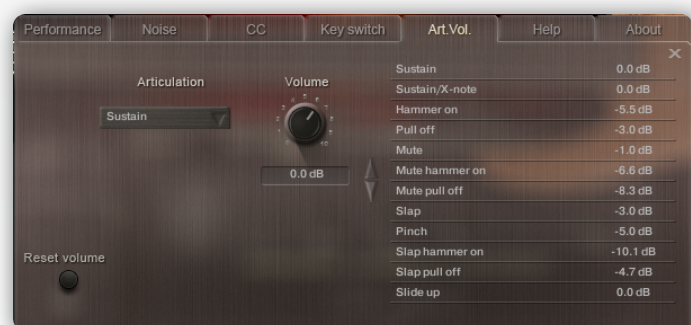 Performance Noise CC Key switch Art.Vol. Help About
Articulation Volume
Sustain
0.0 dB
Reset volume
Sustain 0.0 dB
Sustain/X-note 0.0 dB
Hammer on -5.5 dB
Pull off -3.0 dB
Mute -1.0 dB
Mute hammer on -6.6 dB
Mute pull off -8.3 dB
Slap -3.0 dB
Pinch -5.0 dB
Slap hammer on -10.1 dB
Slap pull off -4.7 dB
Slide up 0.0 dB